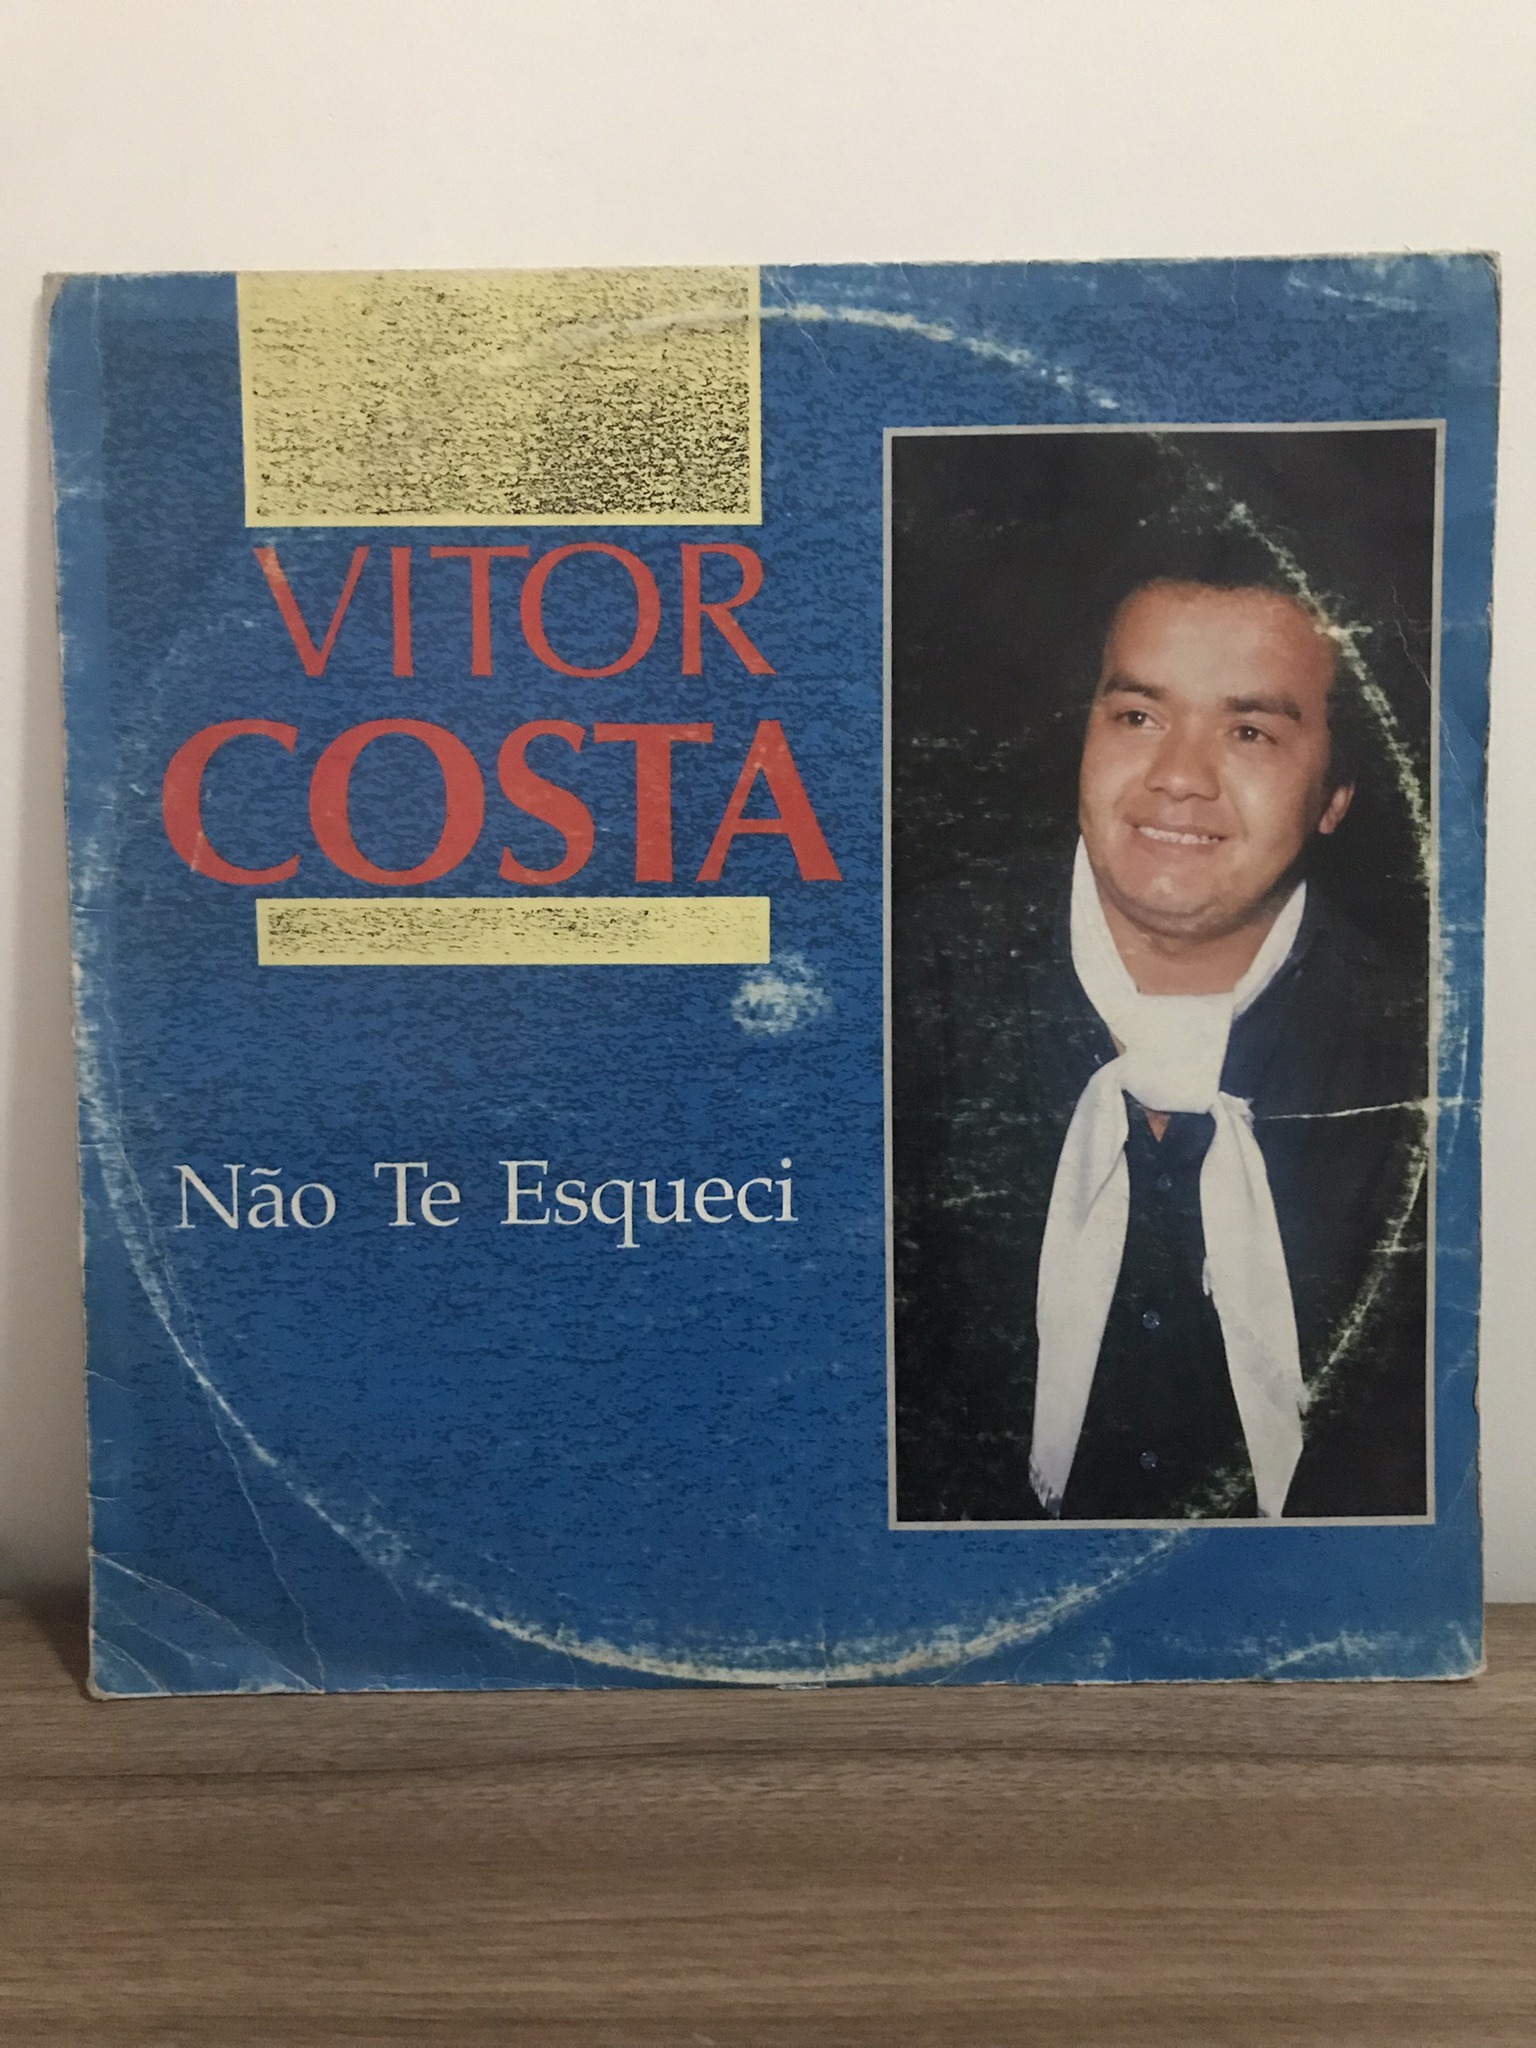 VITOR
COSTA
Não Te Esqueci